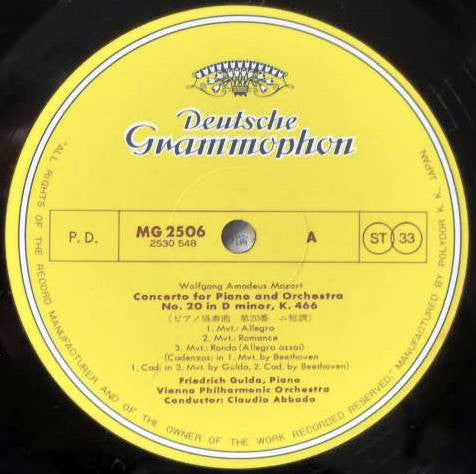 Deutsche
Grammophon
P. D.
MG 2506
2530 548
A
ST 33
Wolfgang Amadeus Mozart
Concerto for Piano and Orchestra
No. 20 in D minor, K. 466
(ピアノ協奏曲 第20番 ニ短調)
1. Mvt.: Allegro
2. Mvt.: Romance
3. Mvt.: Rondo (Allegro assai)
(Cadenzas: in 1. Mvt. by Beethoven
1. Cad. in 3. Mvt. by Gulda, 2. Cad. by Beethoven)
Friedrich Gulda, Piano
Vienna Philharmonic Orchestra
Conductor: Claudio Abbado
"ALL RIGHTS OF THE RECORD MANUFACTURER AND OF THE OWNER OF THE WORK RECORDED RESERVED." MANUFACTURED BY POLYDOR K. K., JAPAN